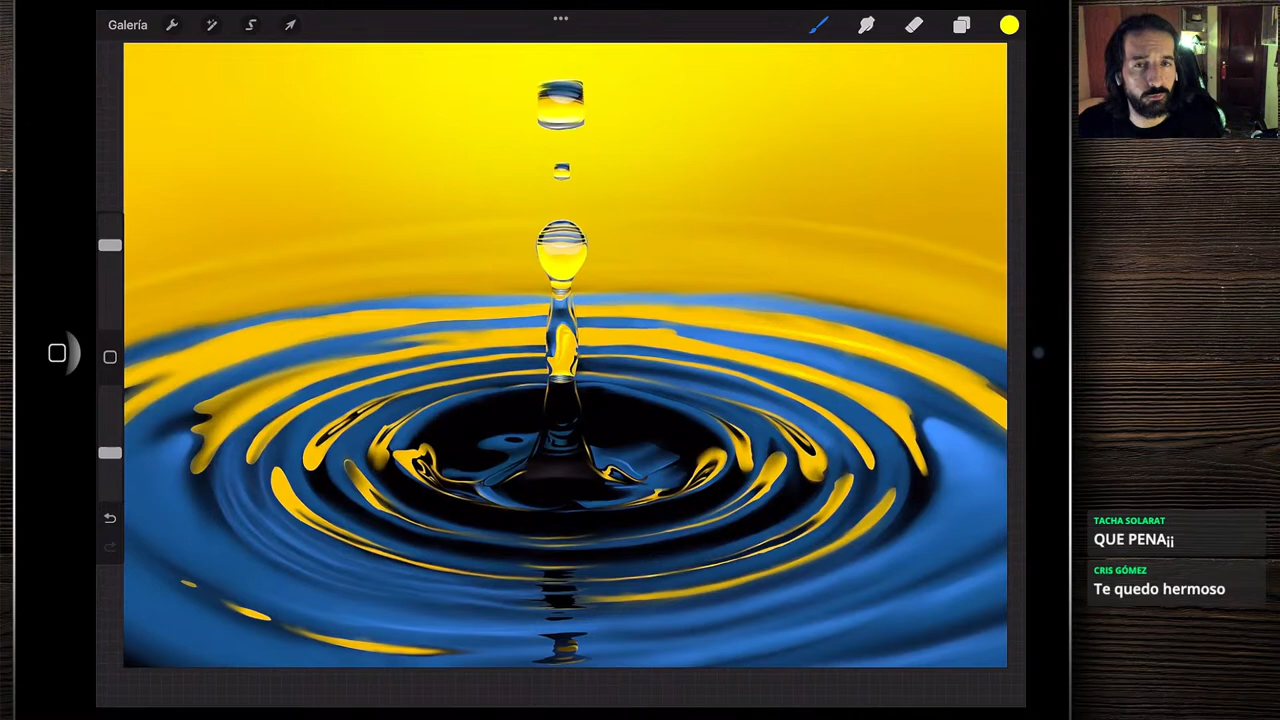 Galería
TACHA SOLARAT
QUE PENA¡¡
CRIS GÓMEZ
Te quedo hermoso